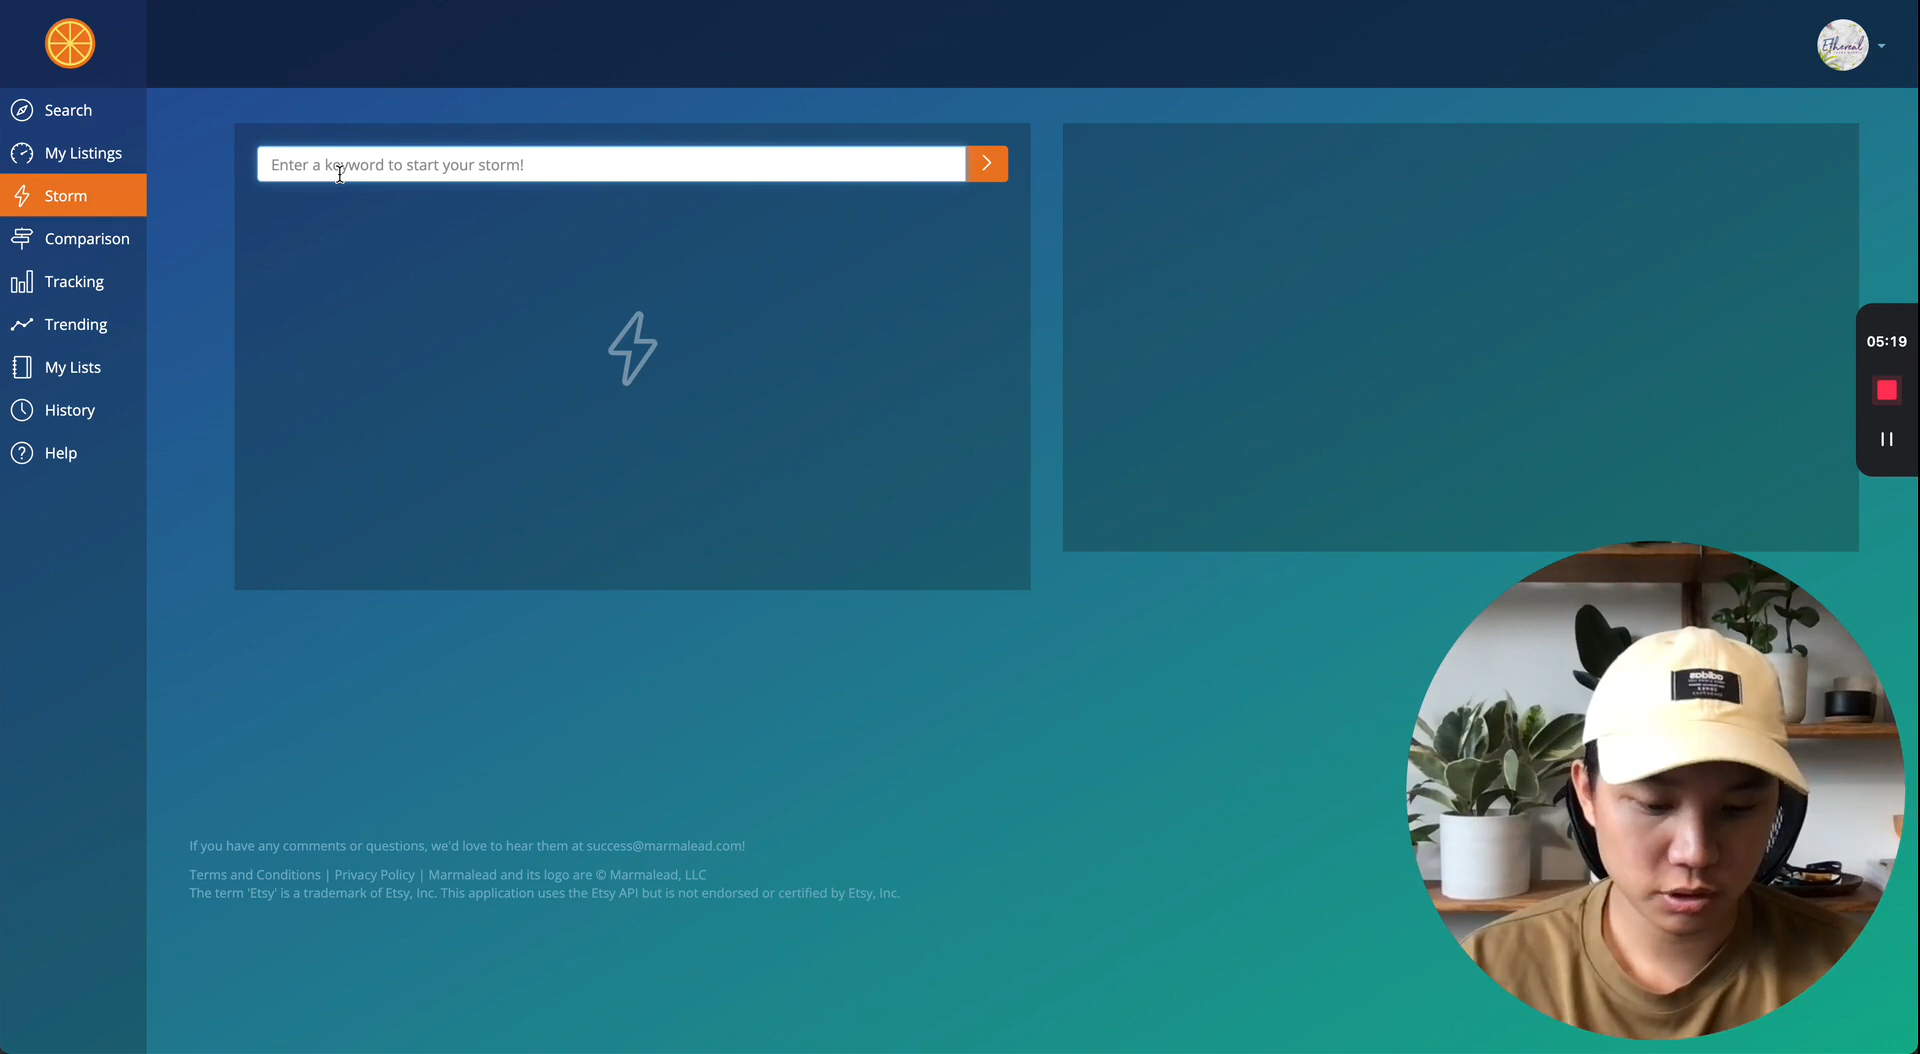 Ethereal
Search
My Listings
Storm
Comparison
Tracking
Trending
My Lists
History
Help
Enter a keyword to start your storm!
05:19
adidas
If you have any comments or questions, we'd love to hear them at success@marmalead.com!
Terms and Conditions | Privacy Policy | Marmalead and its logo are © Marmalead, LLC
The term 'Etsy' is a trademark of Etsy, Inc. This application uses the Etsy API but is not endorsed or certified by Etsy, Inc.